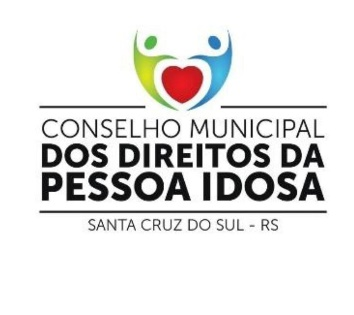 CONSELHO MUNICIPAL
DOS DIREITOS DA
PESSOA IDOSA
SANTA CRUZ DO SUL - RS